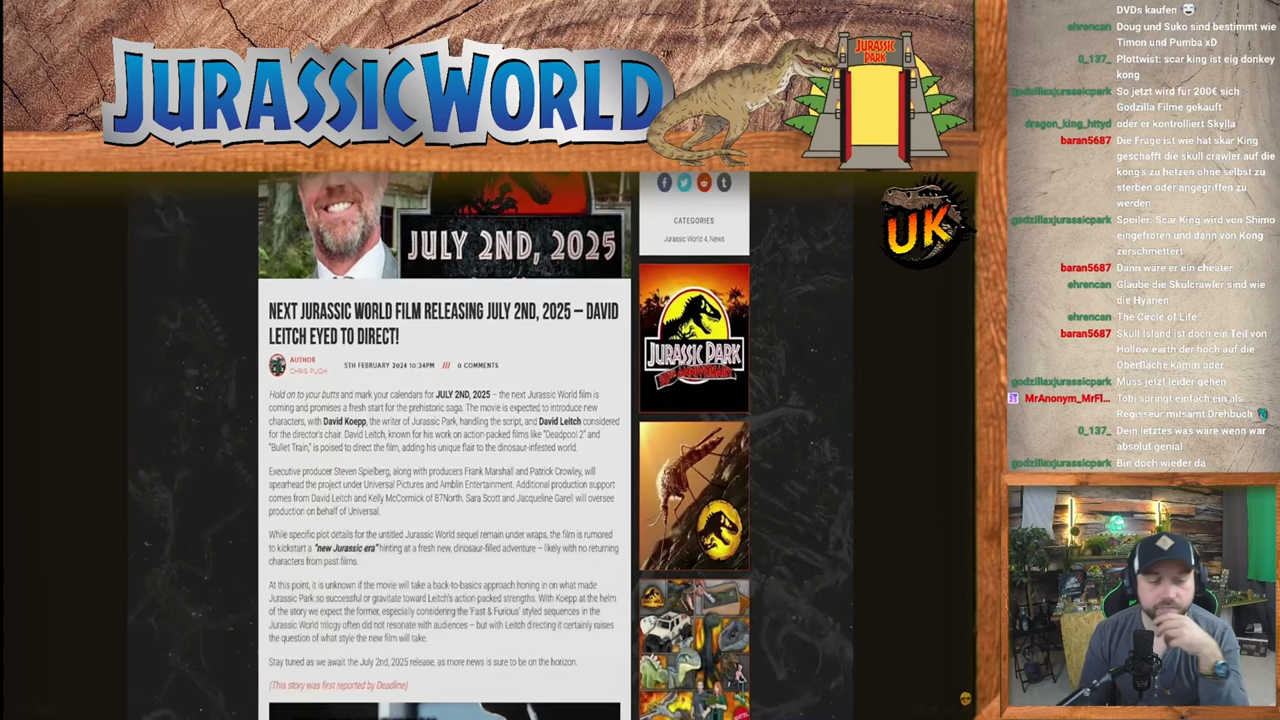 JURASSIC WORLD
JURASSIC
PARK
UK
JULY 2ND, 2025
NEXT JURASSIC WORLD FILM RELEASING JULY 2ND, 2025 – DAVID
LEITCH EYED TO DIRECT!
AUTHOR
CHRIS PUGH
5TH FEBRUARY 2024 10:34PM /// 0 COMMENTS
Hold on to your butts and mark your calendars for JULY 2ND, 2025 – the next Jurassic World film is
coming and promises a fresh start for the prehistoric saga. The movie is expected to introduce new
characters, with David Koepp, the writer of Jurassic Park, handling the script, and David Leitch considered
for the director's chair. David Leitch, known for his work on action-packed films like "Deadpool 2" and
"Bullet Train," is poised to direct the film, adding his unique flair to the dinosaur-infested world.
Executive producer Steven Spielberg, along with producers Frank Marshall and Patrick Crowley, will
spearhead the project under Universal Pictures and Amblin Entertainment. Additional production support
comes from David Leitch and Kelly McCormick of 87North. Sara Scott and Jacqueline Garell will oversee
production on behalf of Universal.
While specific plot details for the untitled Jurassic World sequel remain under wraps, the film is rumored
to kickstart a "new Jurassic era" hinting at a fresh new, dinosaur-filled adventure – likely with no returning
characters from past films.
At this point, it is unknown if the movie will take a back-to-basics approach honing in on what made
Jurassic Park so successful or gravitate toward Leitch's action-packed strengths. With Koepp at the helm
of the story we expect the former, especially considering the 'Fast & Furious' styled sequences in the
Jurassic World trilogy often did not resonate with audiences – but with Leitch directing it certainly raises
the question of what style the new film will take.
Stay tuned as we await the July 2nd, 2025 release, as more news is sure to be on the horizon.
(This story was first reported by Deadline)
CATEGORIES
Jurassic World 4, News
JURASSIC PARK
30TH ANNIVERSARY
DVDs kaufen
ehrencan Doug und Suko sind bestimmt wie
Timon und Pumba xD
0_137_ Plottwist: scar king ist eig donkey
kong
godzillaxjurassicpark So jetzt wird für 200€ sich
Godzilla Filme gekauft
dragon_king_httyd oder er kontrolliert Skylla
baran5687 Die Frage ist wie hat skar King
geschafft die skull crawler auf die
kong's zu hetzen ohne selbst zu
sterben oder angegriffen zu
werden
godzillaxjurassicpark Spoiler: Scar King wird von Shimo
eingefroren und dann von Kong
zerschmettert
baran5687 Dann wäre er ein cheater
ehrencan Glaube die Skulcrawler sind wie
die Hyänen
ehrencan The Circle of Life
baran5687 Skull Island ist doch ein Teil von
Hollow earth der hoch auf die
Oberfläche kamm oder
godzillaxjurassicpark Muss jetzt leider gehen
MrAnonym_MrFl... Tobi springt einfach ein als
Regisseur mitsamt Drehbuch
0_137_ Dein letztes was wäre wenn war
absolut genial
godzillaxjurassicpark Bin doch wieder da